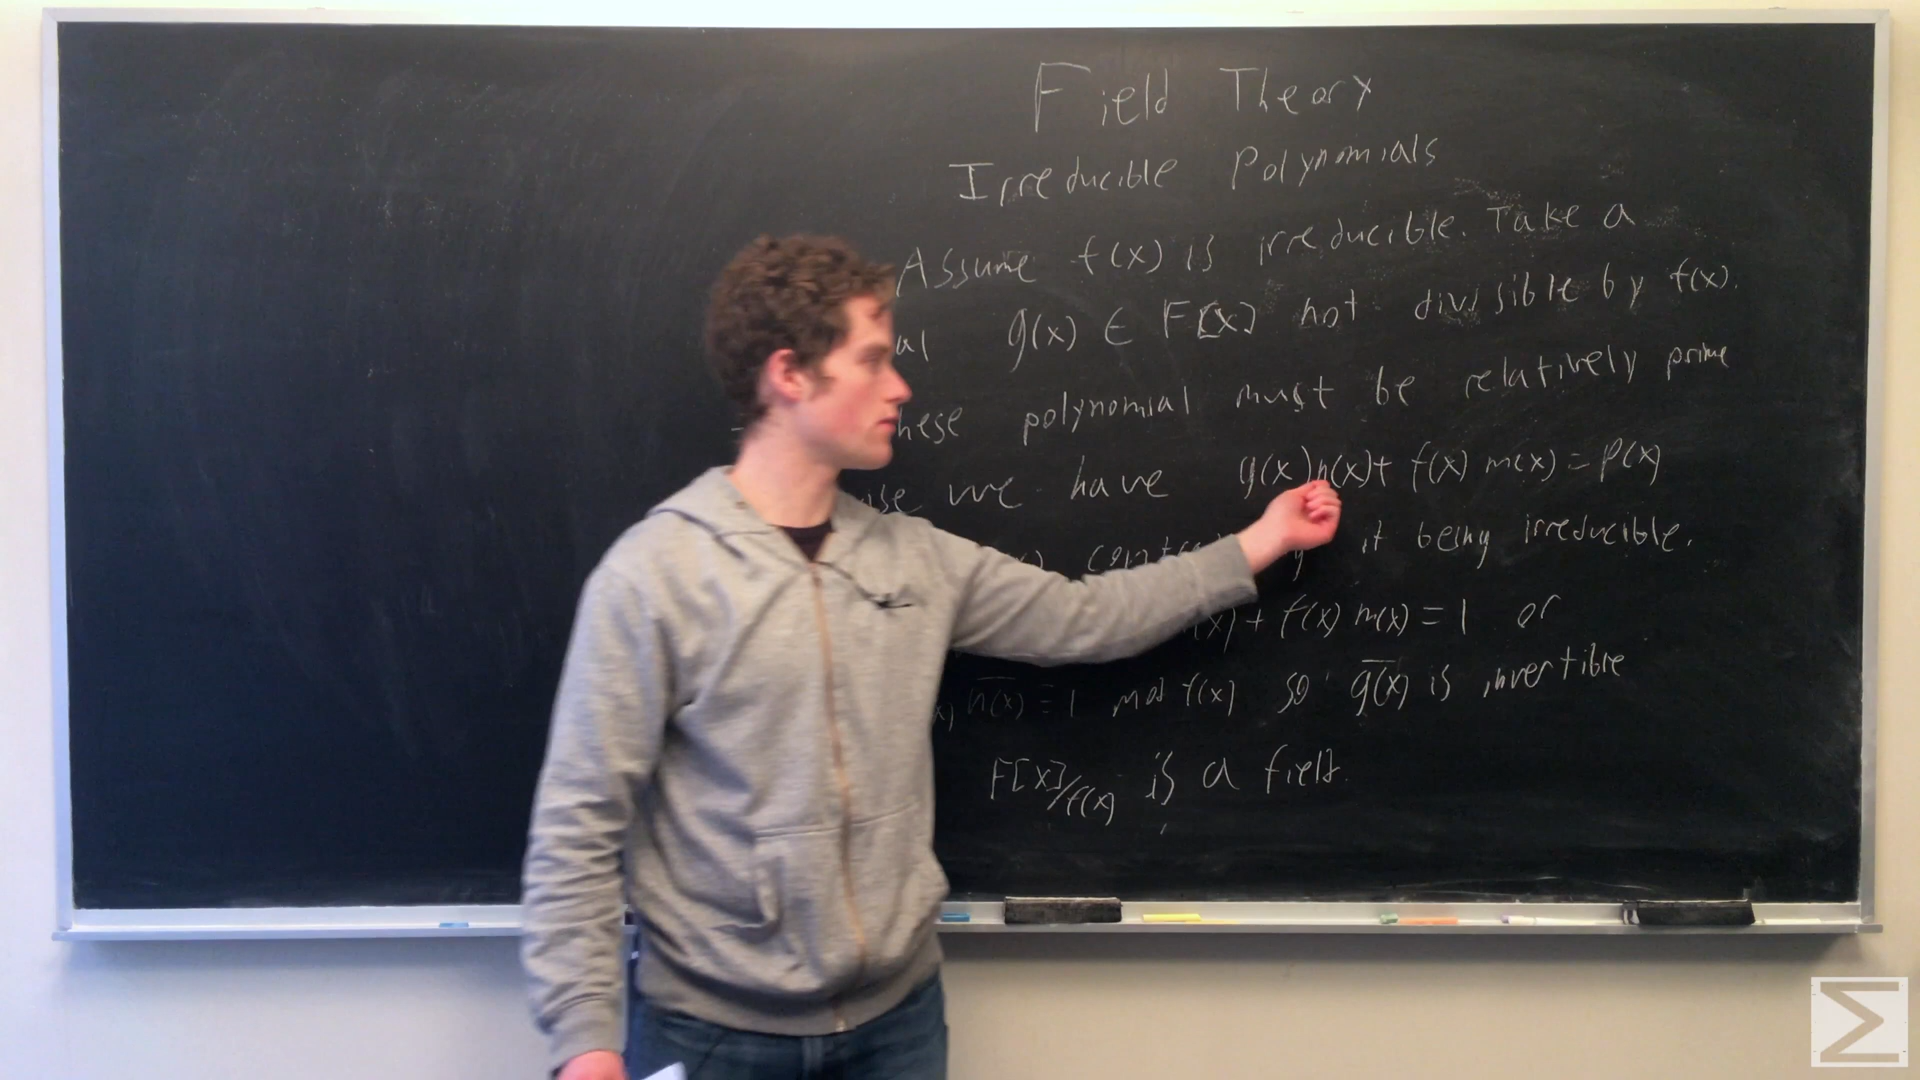 Field Theory
Irreducible Polynomials
Assume f(x) is irreducible. Take a
g(x) ∈ F[x] not divisible by f(x).
polynomial must be relatively prime
we have g(x)n(x)+ f(x) m(x) = P(x)
it being irreducible.
+ f(x) m(x) = 1 or
n̅(̅x̅)̅ ≡ 1 mod f(x) so g̅(̅x̅)̅ is invertible
F[x]/f(x) is a field.
Σ